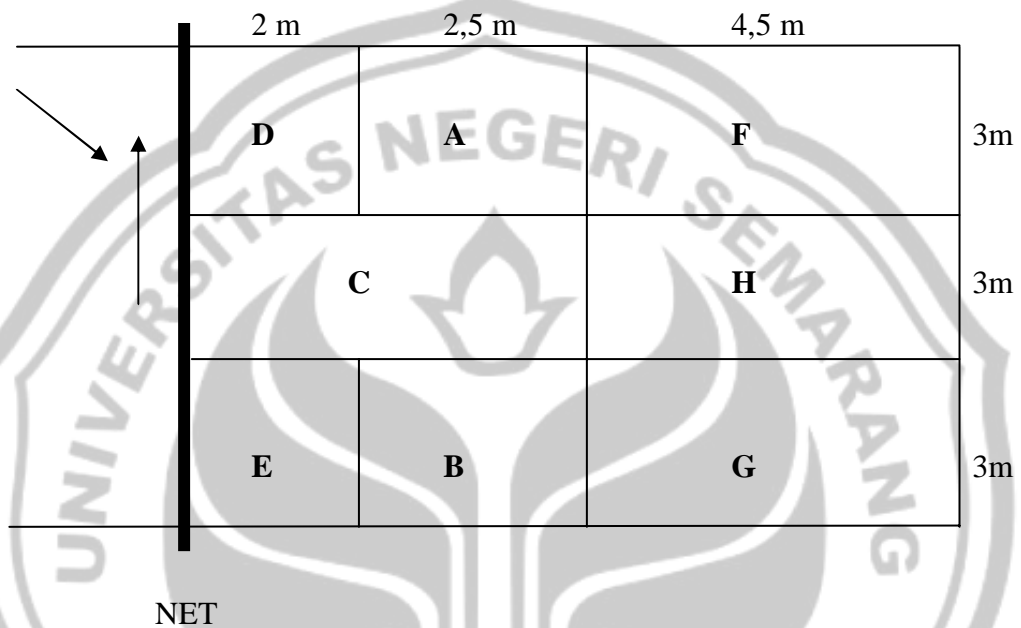 2 m 2,5 m 4,5 m
D A F 3m
C H 3m
E B G 3m
NET
UNIVERSITAS NEGERI SEMARANG